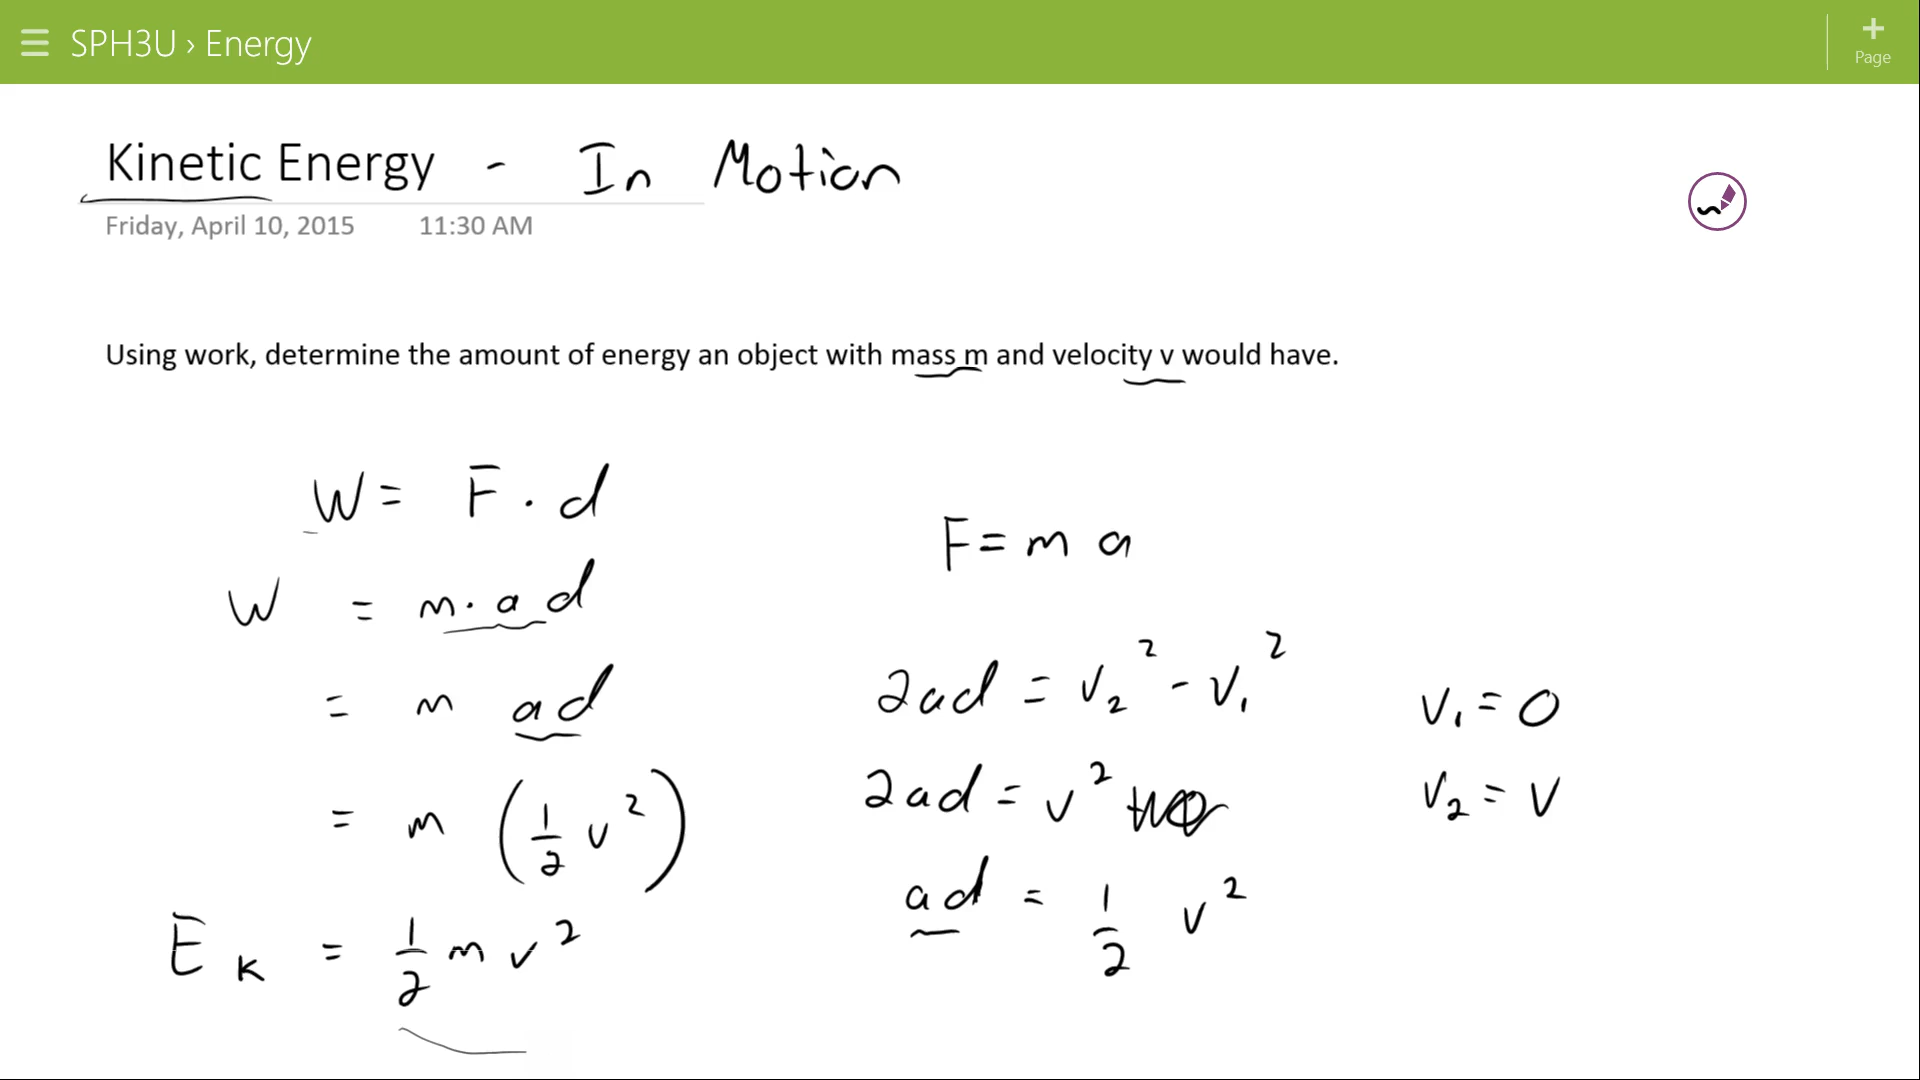 SPH3U › Energy
Page
Kinetic Energy - In Motion
Friday, April 10, 2015 11:30 AM
Using work, determine the amount of energy an object with mass m and velocity v would have.
W = F · d
F = m a
W = m · a d
= m ad
2ad = v₂² - v₁²
v₁ = 0
= m (1/2 v²)
2ad = v²
v₂ = v
ad = 1/2 v²
E_K = 1/2 m v²